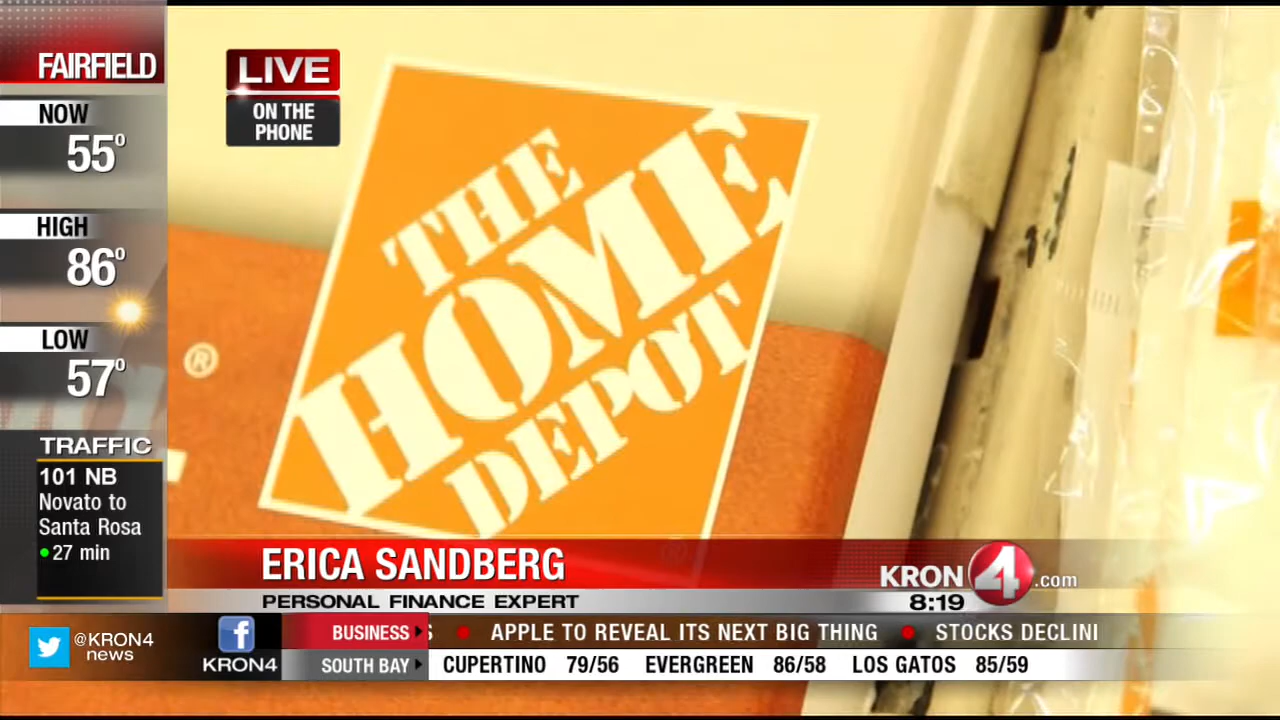 FAIRFIELD
NOW
55°
HIGH
86°
LOW
57°
TRAFFIC
101 NB
Novato to
Santa Rosa
27 min
LIVE
ON THE
PHONE
THE
HOME
DEPOT
®
ERICA SANDBERG
PERSONAL FINANCE EXPERT
KRON 4 .com
8:19
@KRON4
news
KRON4
BUSINESS S • APPLE TO REVEAL ITS NEXT BIG THING • STOCKS DECLINI
SOUTH BAY CUPERTINO 79/56 EVERGREEN 86/58 LOS GATOS 85/59